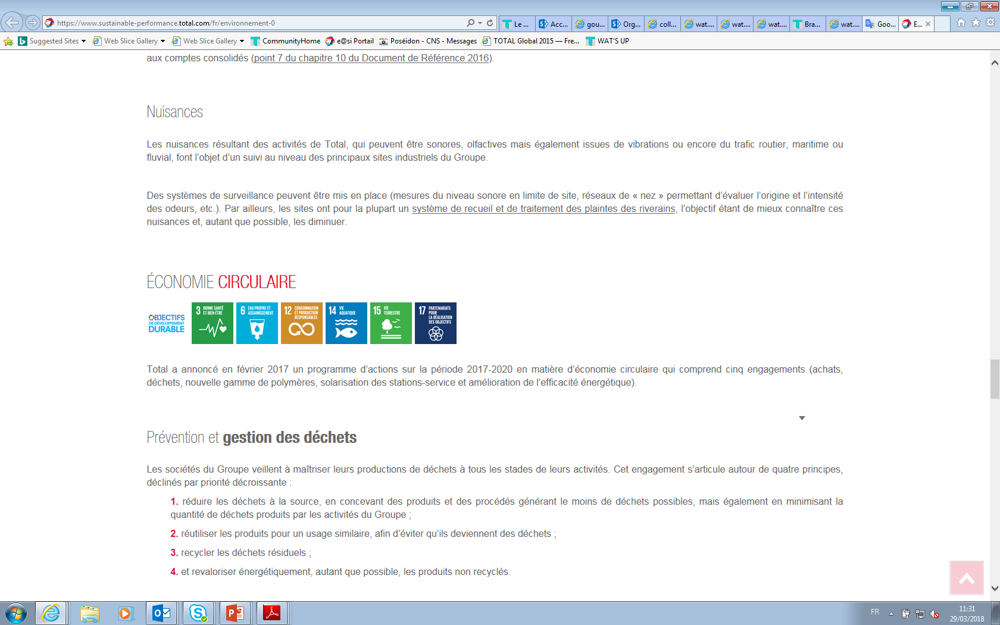 https://www.sustainable-performance.total.com/fr/environnement-0
Le ...
Acc...
gou...
Org...
coll...
wat....
wat....
wat....
Bra...
wat....
Goo...
E...
Suggested Sites
Web Slice Gallery
Web Slice Gallery
CommunityHome
e@si Portail
Poséidon - CNS - Messages
TOTAL Global 2015 — Fre...
WAT'S UP
aux comptes consolidés (point 7 du chapitre 10 du Document de Référence 2016).
Nuisances
Les nuisances résultant des activités de Total, qui peuvent être sonores, olfactives mais également issues de vibrations ou encore du trafic routier, maritime ou
fluvial, font l’objet d’un suivi au niveau des principaux sites industriels du Groupe.
Des systèmes de surveillance peuvent être mis en place (mesures du niveau sonore en limite de site, réseaux de « nez » permettant d’évaluer l’origine et l’intensité
des odeurs, etc.). Par ailleurs, les sites ont pour la plupart un système de recueil et de traitement des plaintes des riverains, l’objectif étant de mieux connaître ces
nuisances et, autant que possible, les diminuer.
ÉCONOMIE CIRCULAIRE
OBJECTIFS
DE DÉVELOPPEMENT
DURABLE
3 BONNE SANTÉ
ET BIEN-ÊTRE
6 EAU PROPRE ET
ASSAINISSEMENT
12 CONSOMMATION
ET PRODUCTION
RESPONSABLES
14 VIE
AQUATIQUE
15 VIE
TERRESTRE
17 PARTENARIATS
POUR
LA RÉALISATION
DES OBJECTIFS
Total a annoncé en février 2017 un programme d’actions sur la période 2017-2020 en matière d’économie circulaire qui comprend cinq engagements (achats,
déchets, nouvelle gamme de polymères, solarisation des stations-service et amélioration de l’efficacité énergétique).
Prévention et gestion des déchets
Les sociétés du Groupe veillent à maîtriser leurs productions de déchets à tous les stades de leurs activités. Cet engagement s’articule autour de quatre principes,
déclinés par priorité décroissante :
1. réduire les déchets à la source, en concevant des produits et des procédés générant le moins de déchets possibles, mais également en minimisant la
quantité de déchets produits par les activités du Groupe ;
2. réutiliser les produits pour un usage similaire, afin d’éviter qu’ils deviennent des déchets ;
3. recycler les déchets résiduels ;
4. et revaloriser énergétiquement, autant que possible, les produits non recyclés.
FR
11:31
29/03/2018